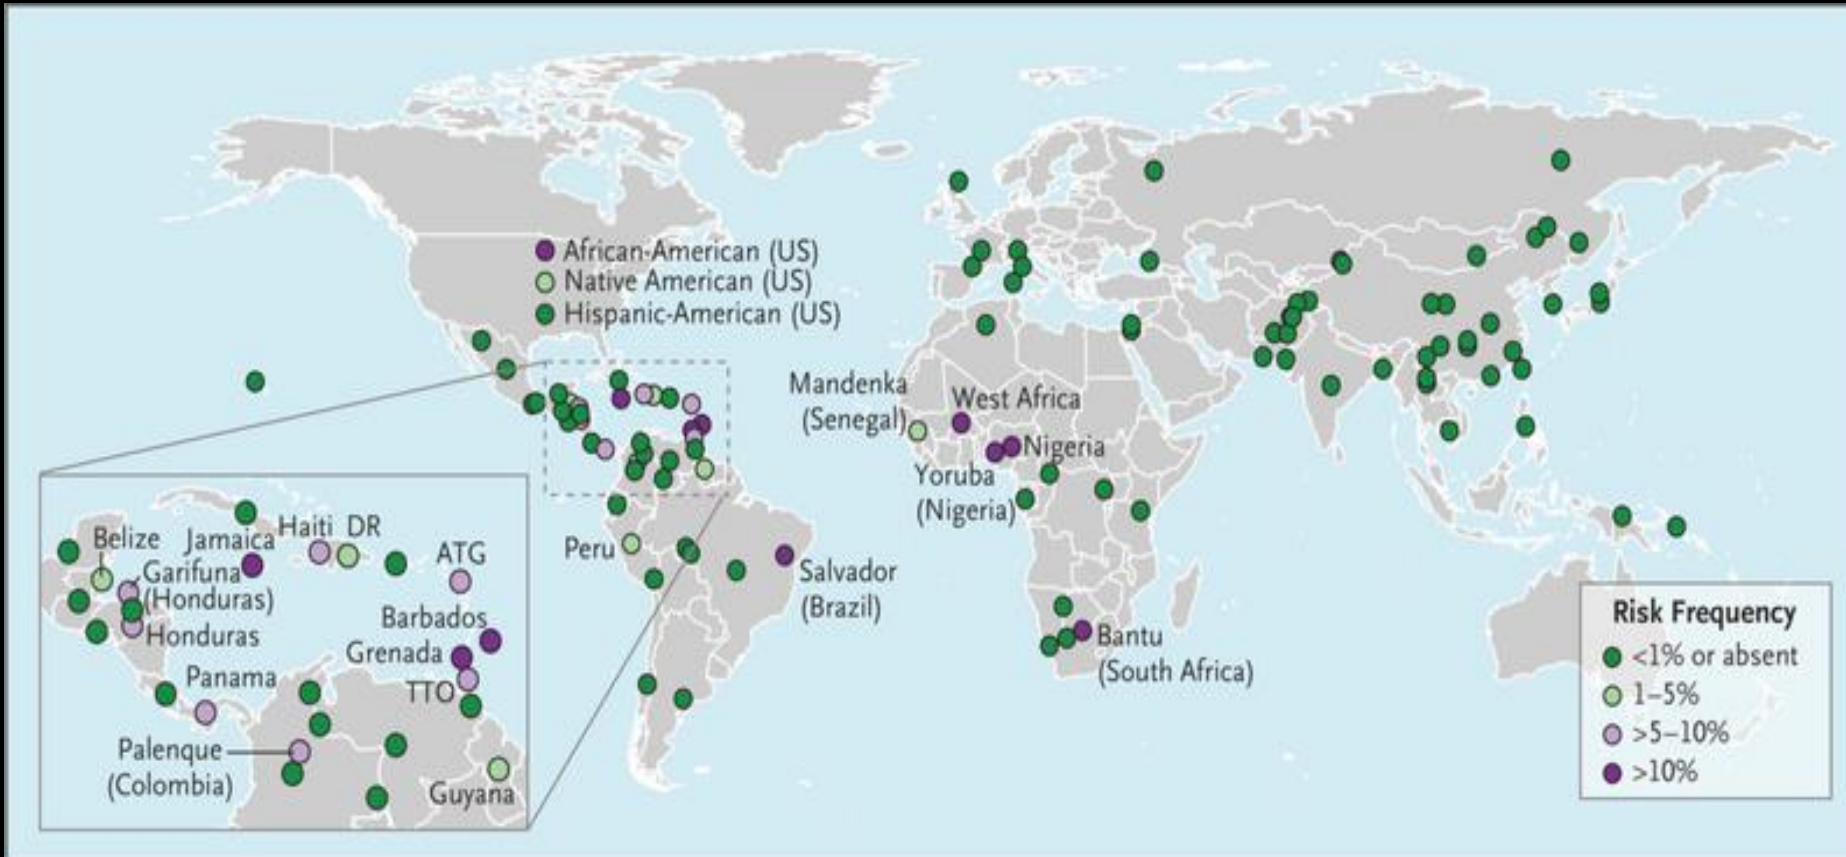 African-American (US)
Native American (US)
Hispanic-American (US)
Mandenka
(Senegal)
West Africa
Nigeria
Yoruba
(Nigeria)
Peru
Salvador
(Brazil)
Bantu
(South Africa)
Belize
Jamaica
Haiti
DR
ATG
Garifuna
(Honduras)
Honduras
Barbados
Grenada
TTO
Panama
Palenque
(Colombia)
Guyana
Risk Frequency
<1% or absent
1–5%
>5–10%
>10%